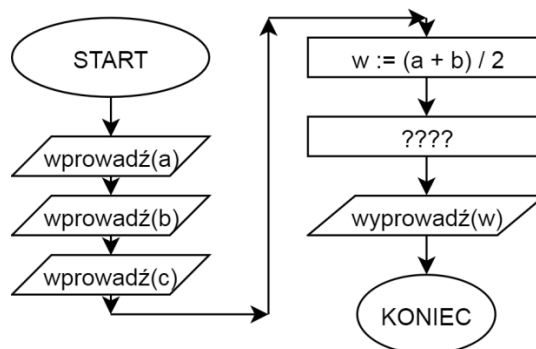 START
wprowadź(a)
wprowadź(b)
wprowadź(c)
w := (a + b) / 2
????
wyprowadź(w)
KONIEC